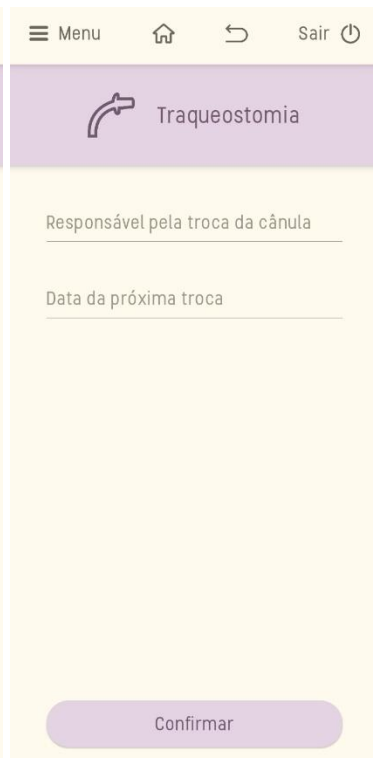 Menu
Sair
Traqueostomia
Responsável pela troca da cânula
Data da próxima troca
Confirmar